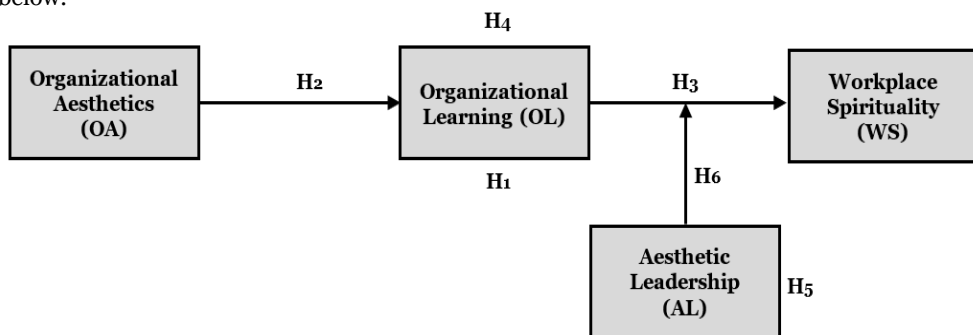 below.
H4
Organizational
Aesthetics
(OA)
H2
Organizational
Learning (OL)
H3
Workplace
Spirituality
(WS)
H1
H6
Aesthetic
Leadership
(AL)
H5